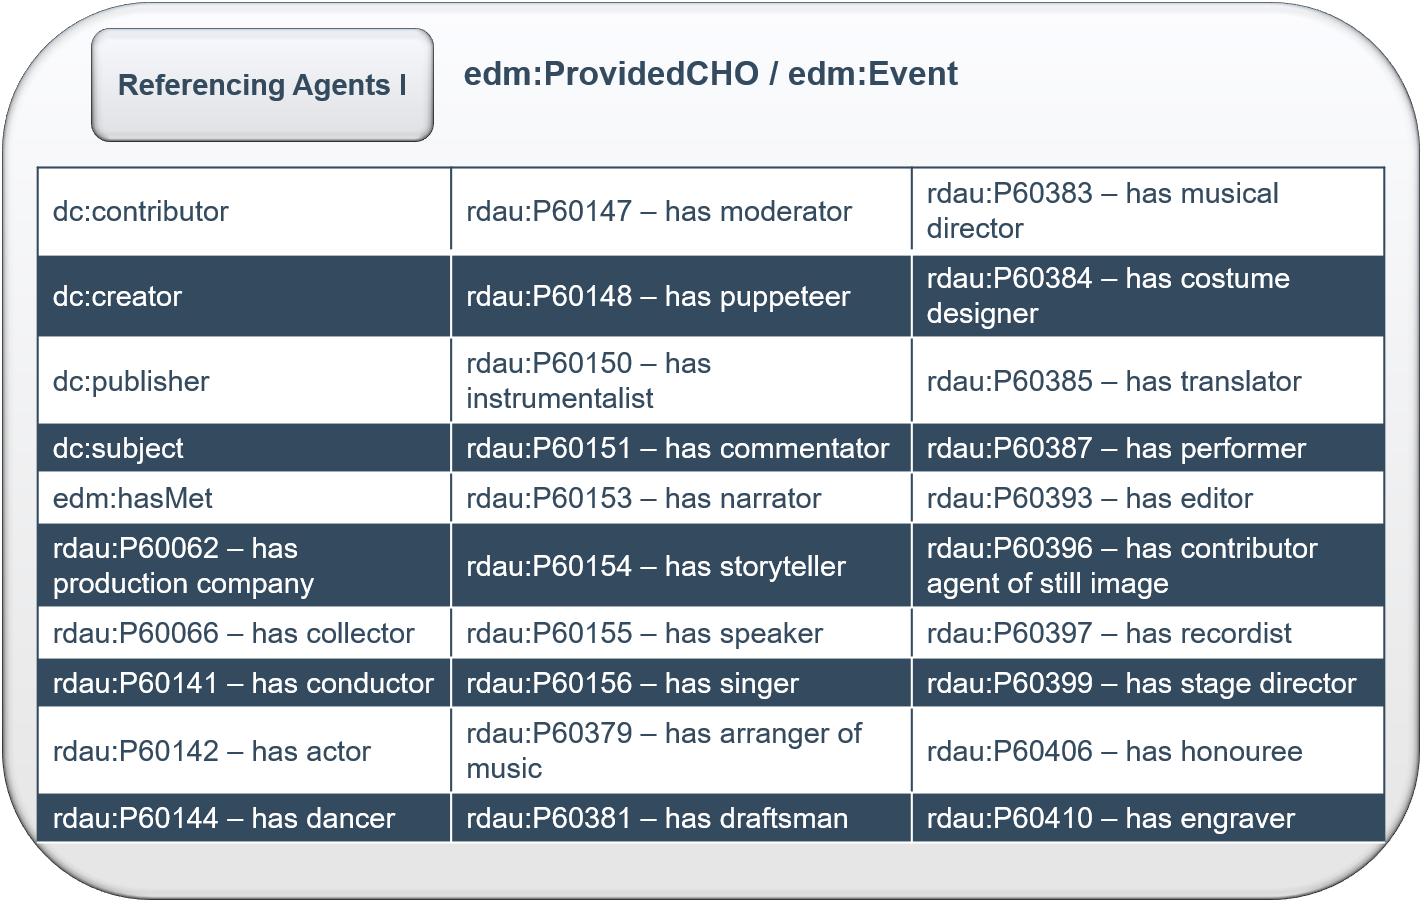 Referencing Agents I
edm:ProvidedCHO / edm:Event
dc:contributor
rdau:P60147 – has moderator
rdau:P60383 – has musical
director
dc:creator
rdau:P60148 – has puppeteer
rdau:P60384 – has costume
designer
dc:publisher
rdau:P60150 – has
instrumentalist
rdau:P60385 – has translator
dc:subject
rdau:P60151 – has commentator
rdau:P60387 – has performer
edm:hasMet
rdau:P60153 – has narrator
rdau:P60393 – has editor
rdau:P60062 – has
production company
rdau:P60154 – has storyteller
rdau:P60396 – has contributor
agent of still image
rdau:P60066 – has collector
rdau:P60155 – has speaker
rdau:P60397 – has recordist
rdau:P60141 – has conductor
rdau:P60156 – has singer
rdau:P60399 – has stage director
rdau:P60142 – has actor
rdau:P60379 – has arranger of
music
rdau:P60406 – has honouree
rdau:P60144 – has dancer
rdau:P60381 – has draftsman
rdau:P60410 – has engraver